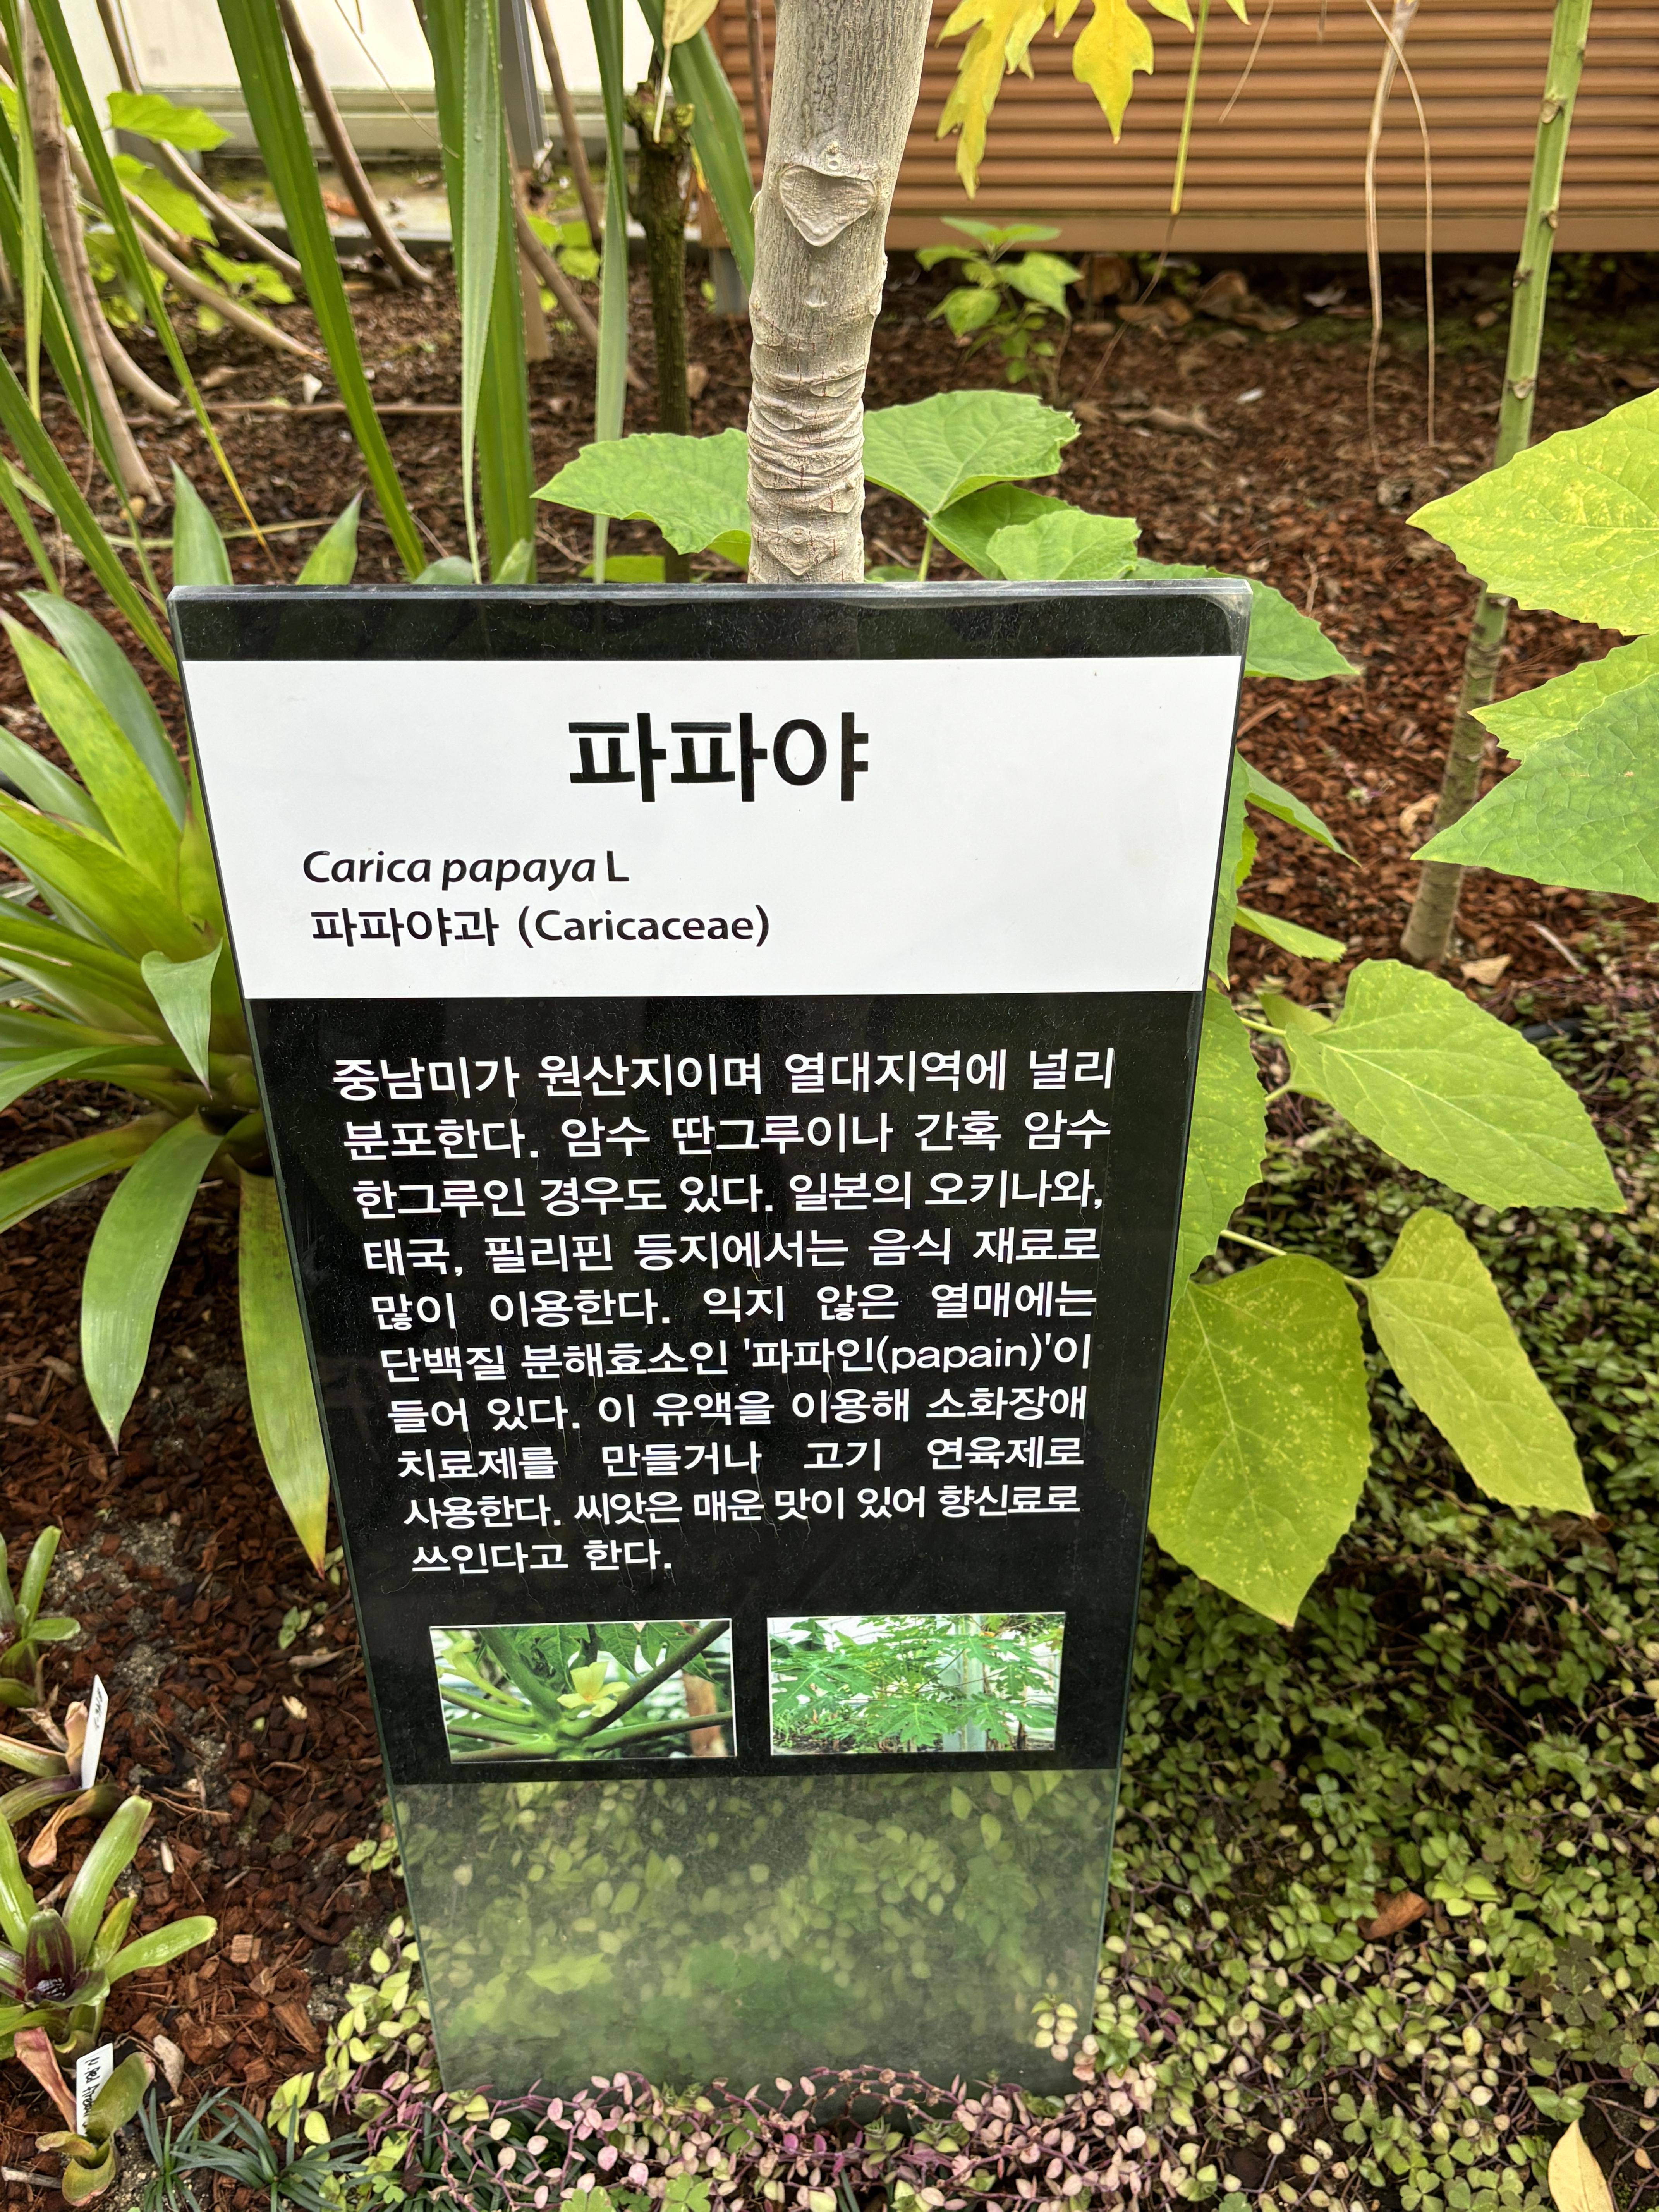 파파야
Carica papaya L
파파야과 (Caricaceae)
중남미가 원산지이며 열대지역에 널리
분포한다. 암수 딴그루이나 간혹 암수
한그루인 경우도 있다. 일본의 오키나와,
태국, 필리핀 등지에서는 음식 재료로
많이 이용한다. 익지 않은 열매에는
단백질 분해효소인 '파파인(papain)'이
들어 있다. 이 유액을 이용해 소화장애
치료제를 만들거나 고기 연육제로
사용한다. 씨앗은 매운 맛이 있어 향신료로
쓰인다고 한다.